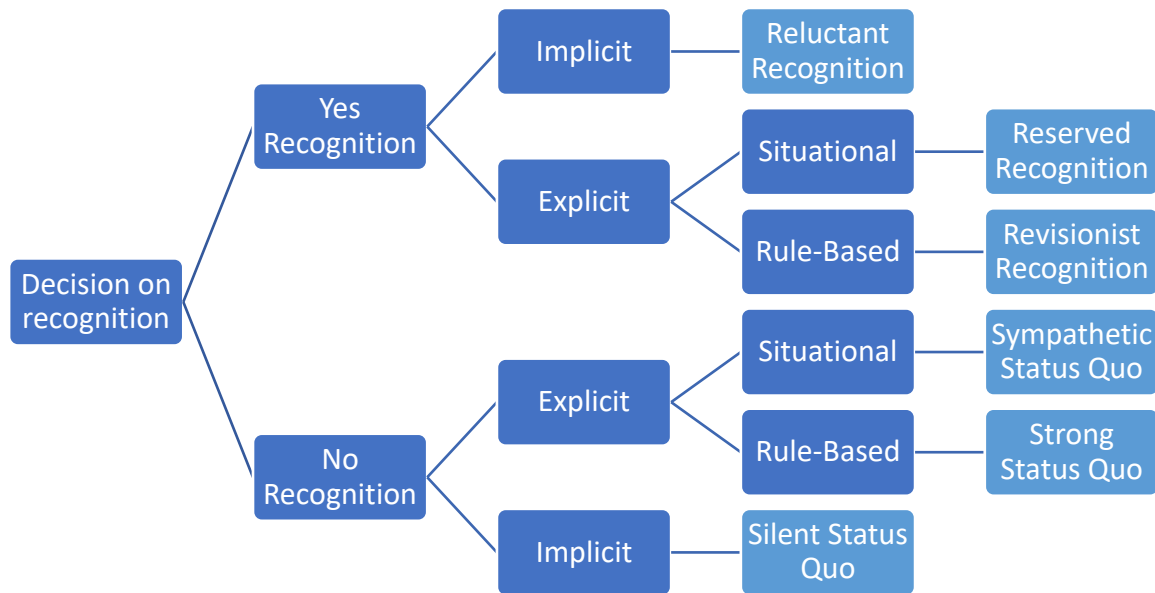 Decision on
recognition
Yes
Recognition
Implicit
Reluctant
Recognition
Explicit
Situational
Reserved
Recognition
Rule-Based
Revisionist
Recognition
No
Recognition
Explicit
Situational
Sympathetic
Status Quo
Rule-Based
Strong
Status Quo
Implicit
Silent Status
Quo